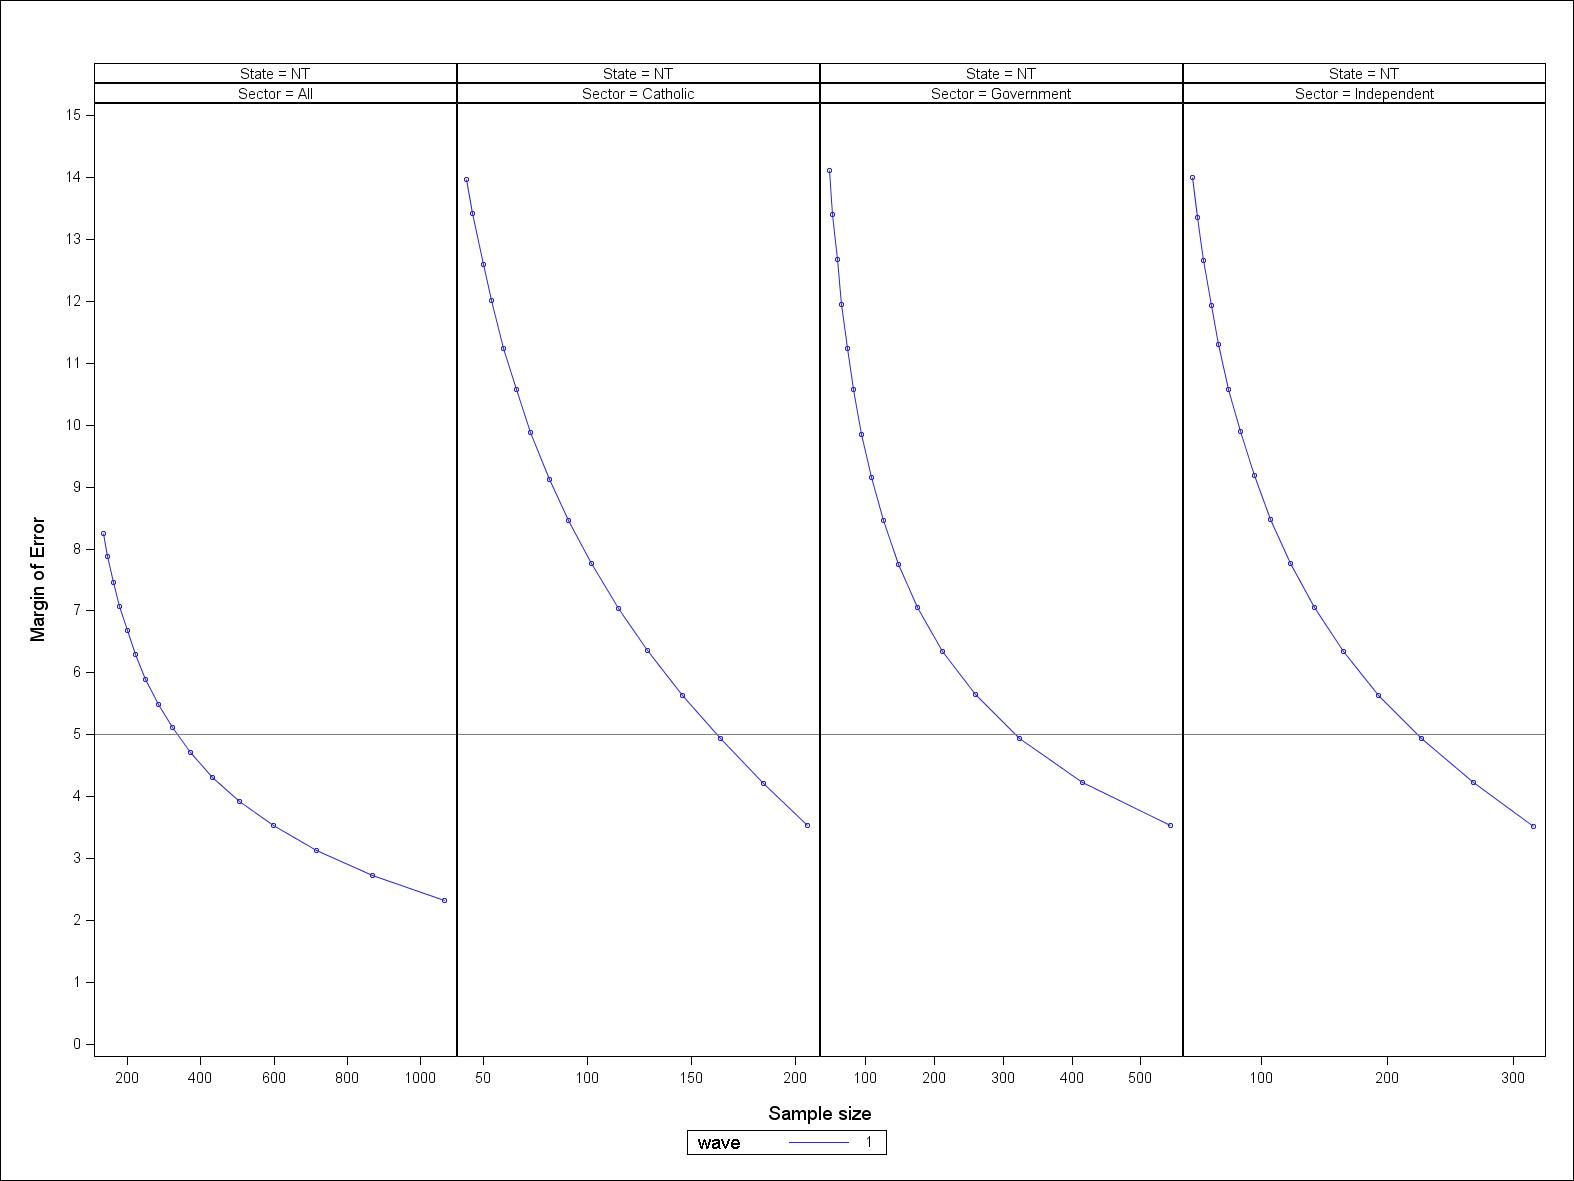 State = NT State = NT State = NT State = NT
Sector = All Sector = Catholic Sector = Government Sector = Independent
15
14
13
12
11
10
9
8
7
6
5
4
3
2
1
0
Margin of Error
200 400 600 800 1000 50 100 150 200 100 200 300 400 500 100 200 300
Sample size
wave 1